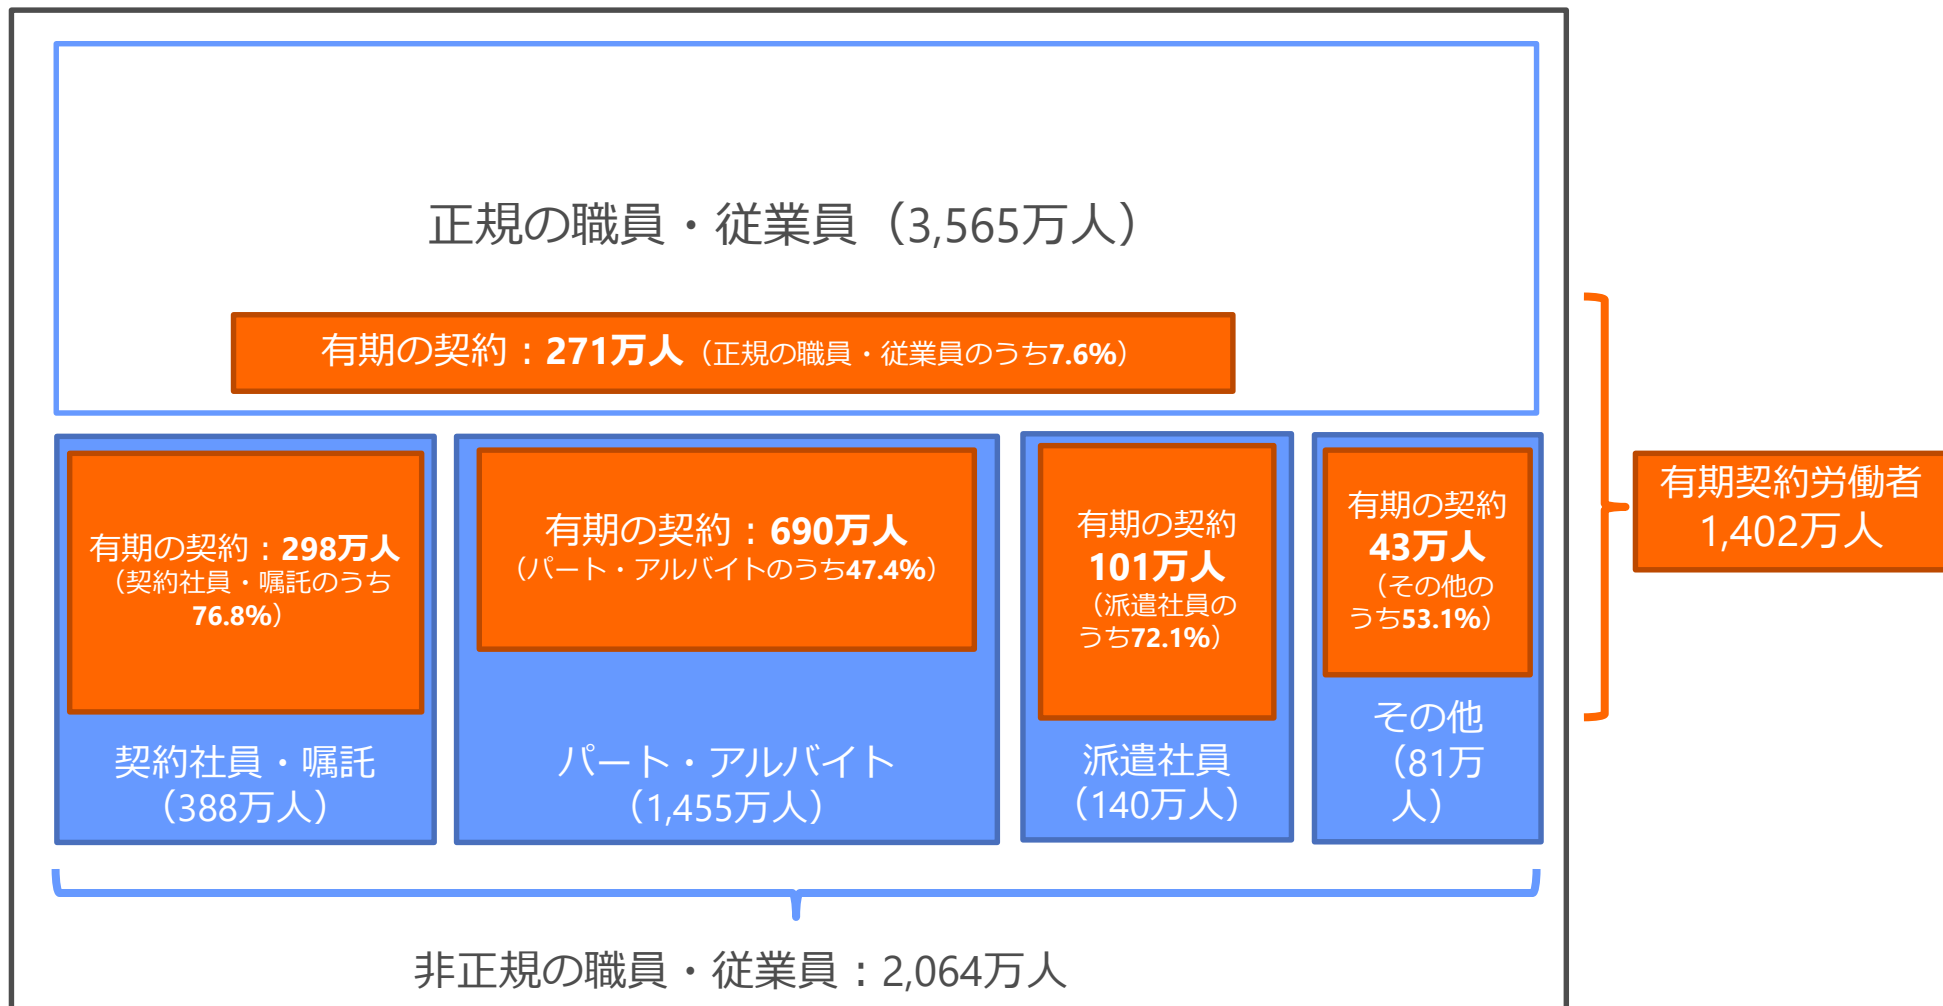 正規の職員・従業員（3,565万人）
有期の契約：271万人（正規の職員・従業員のうち7.6%）
有期の契約：298万人
（契約社員・嘱託のうち
76.8%）
契約社員・嘱託
（388万人）
有期の契約：690万人
（パート・アルバイトのうち47.4%）
パート・アルバイト
（1,455万人）
有期の契約
101万人
（派遣社員の
うち72.1%）
派遣社員
（140万人）
有期の契約
43万人
（その他の
うち53.1%）
その他
（81万
人）
有期契約労働者
1,402万人
非正規の職員・従業員：2,064万人